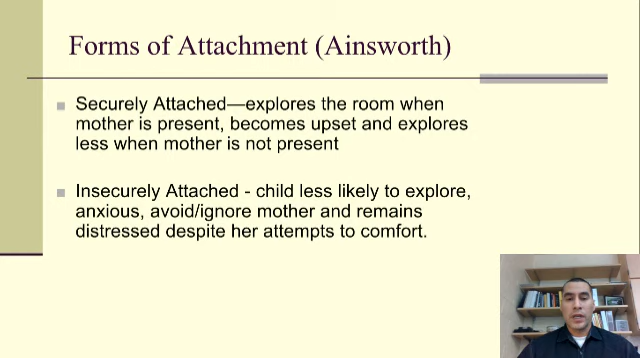 Forms of Attachment (Ainsworth)
Securely Attached—explores the room when
mother is present, becomes upset and explores
less when mother is not present
Insecurely Attached - child less likely to explore,
anxious, avoid/ignore mother and remains
distressed despite her attempts to comfort.